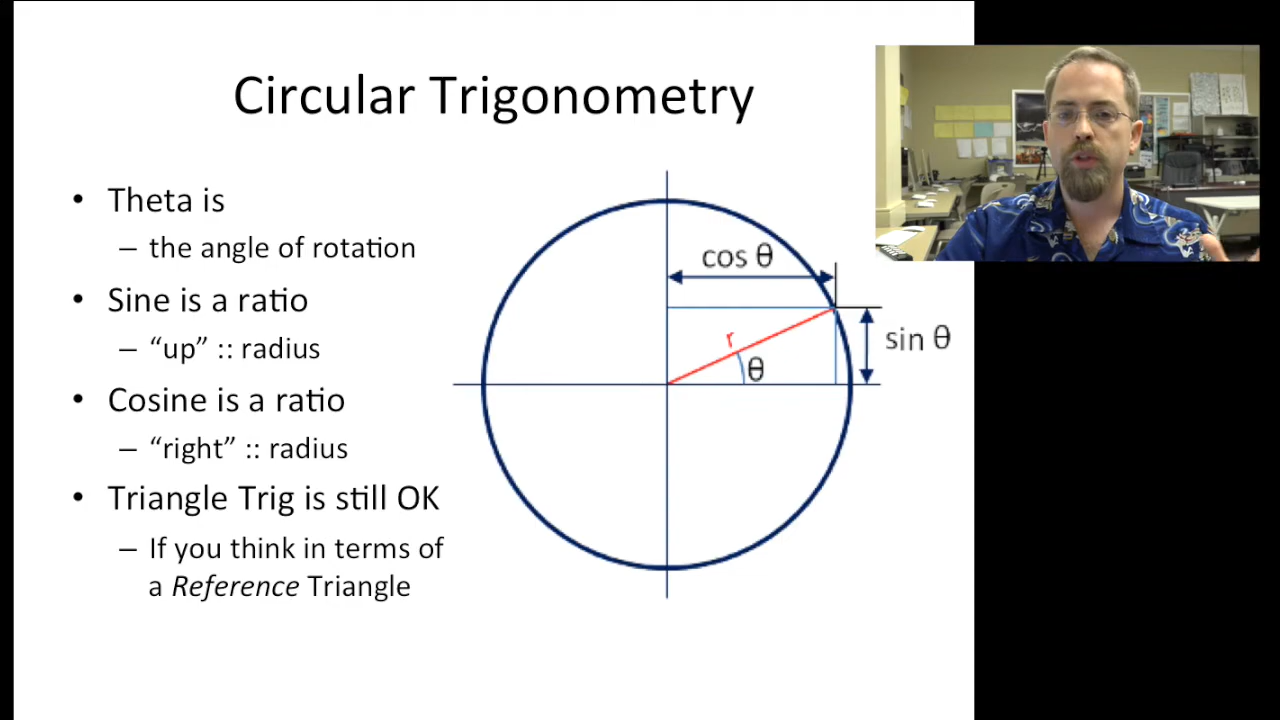 Circular Trigonometry
• Theta is
– the angle of rotation
• Sine is a ratio
– “up” :: radius
• Cosine is a ratio
– “right” :: radius
• Triangle Trig is still OK
– If you think in terms of
a Reference Triangle
cos θ
r
θ
sin θ